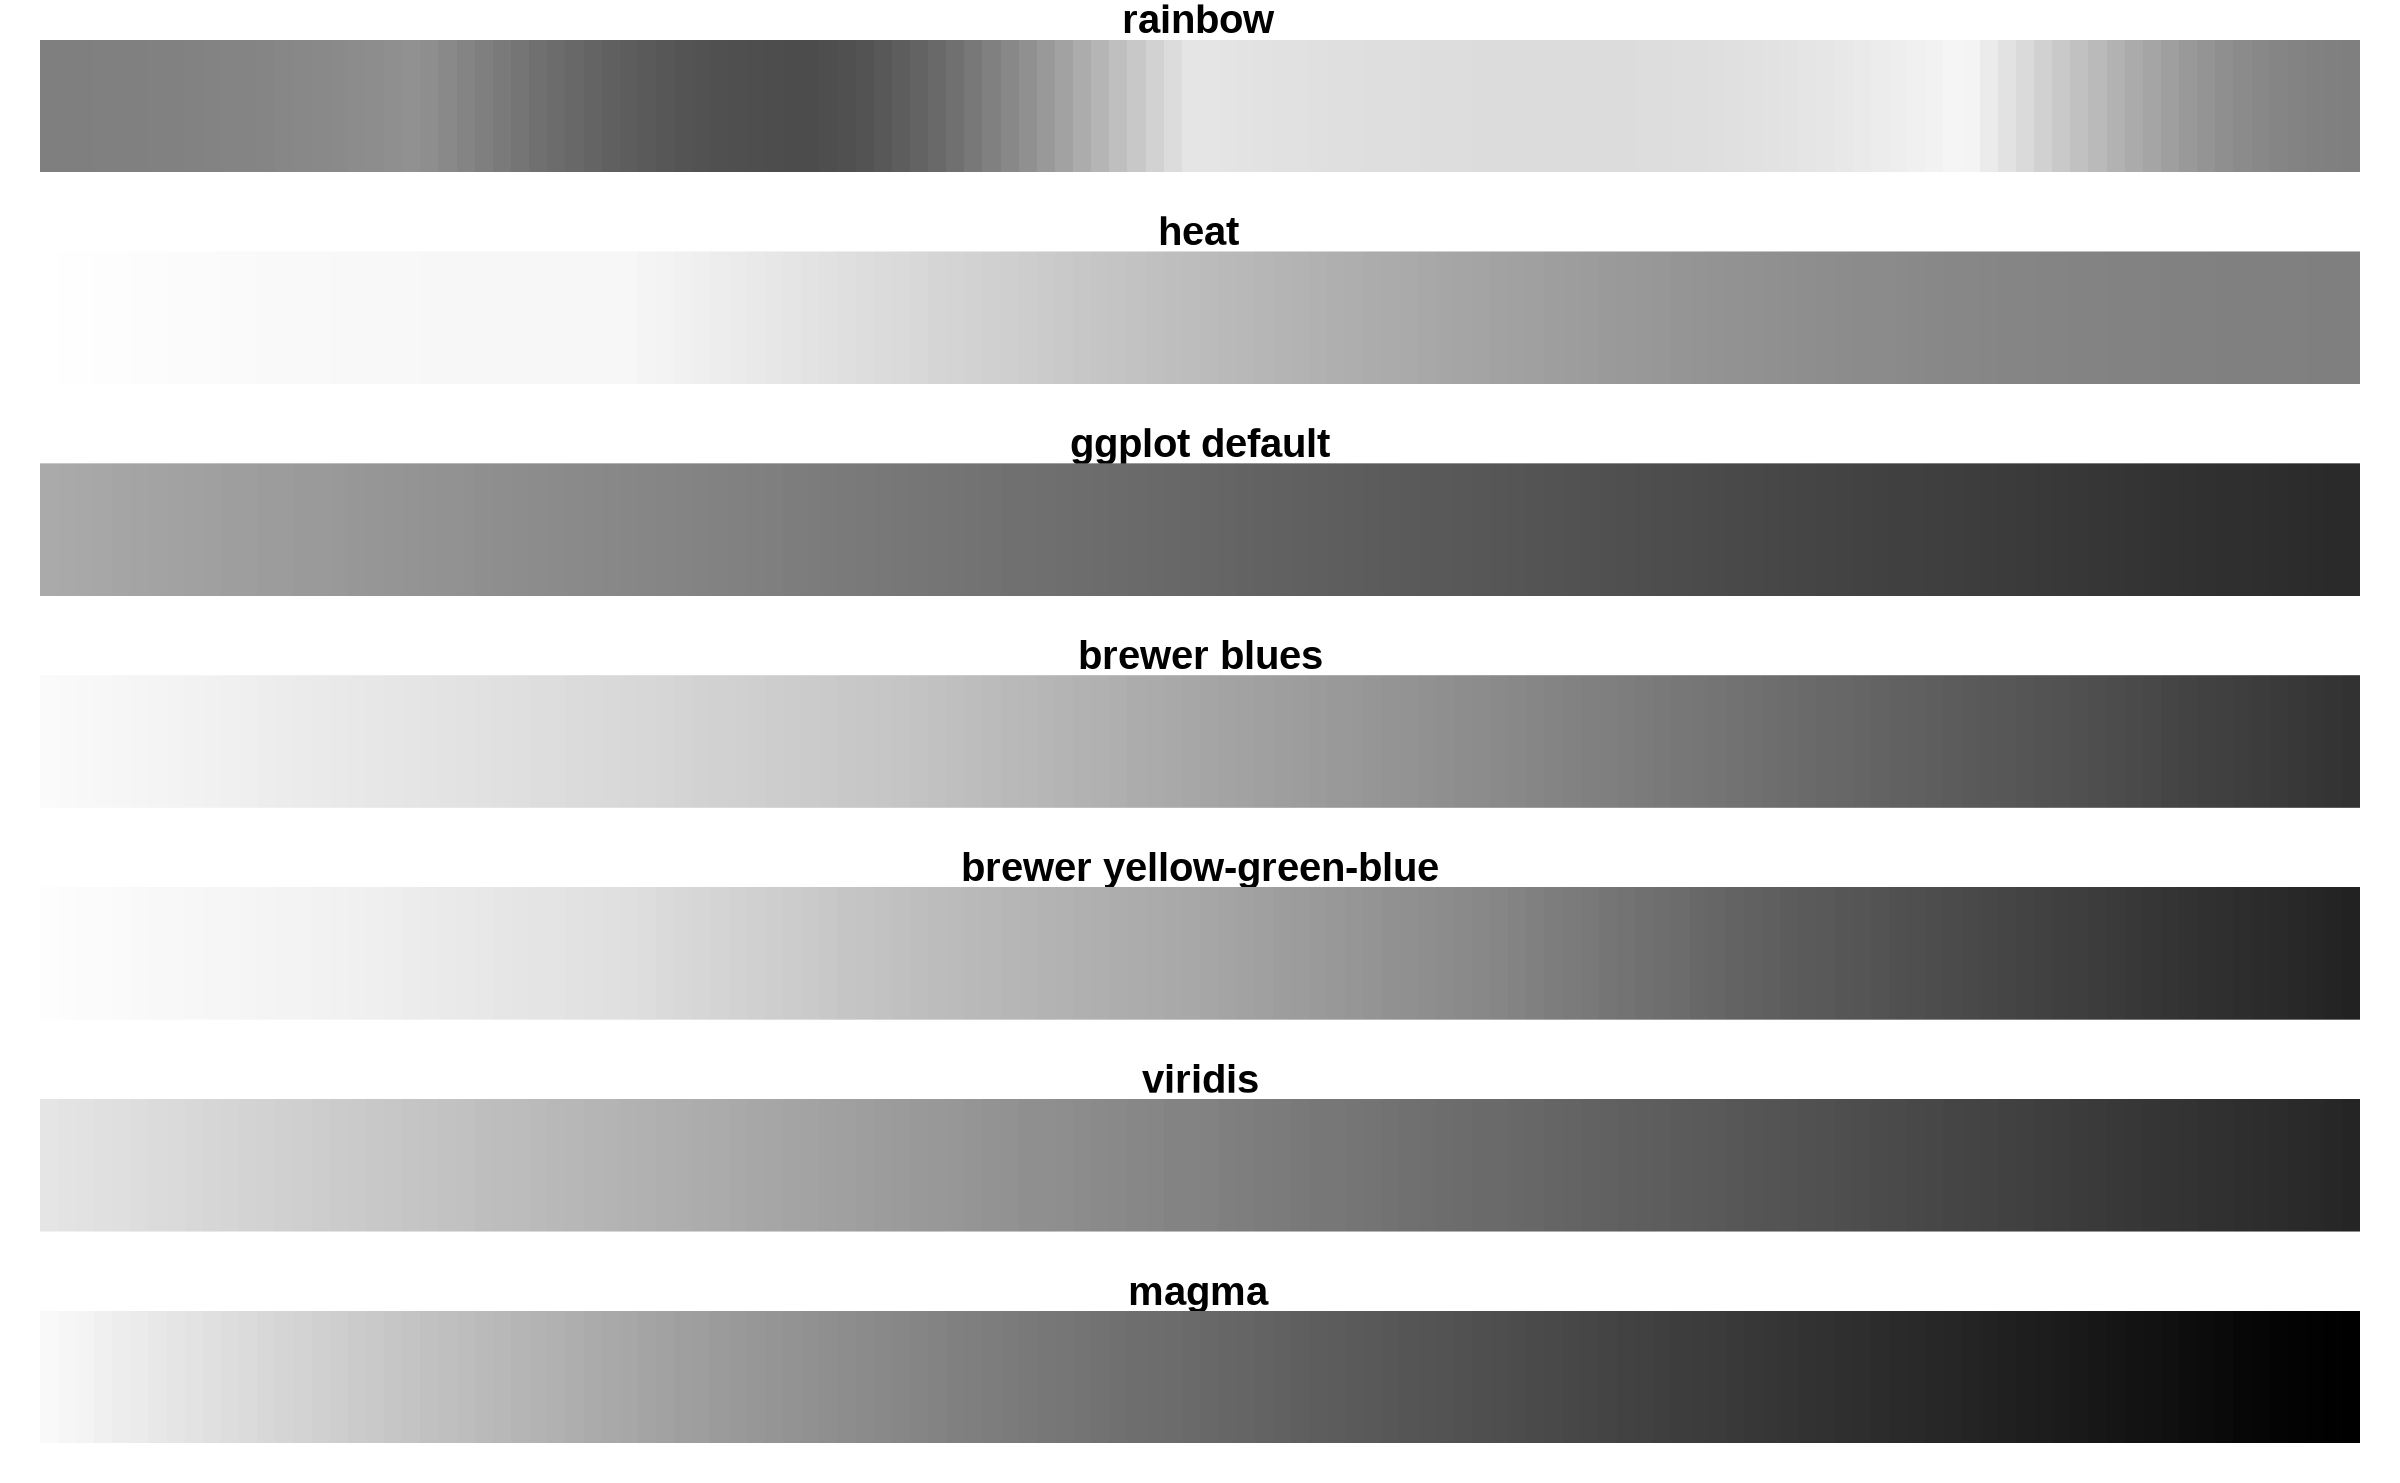 rainbow
heat
ggplot default
brewer blues
brewer yellow-green-blue
viridis
magma